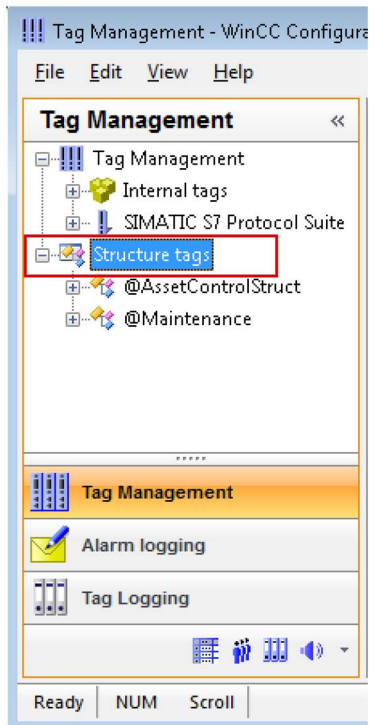 Tag Management - WinCC Configura
File Edit View Help
Tag Management «
Tag Management
Internal tags
SIMATIC S7 Protocol Suite
Structure tags
@AssetControlStruct
@Maintenance
Tag Management
Alarm logging
Tag Logging
Ready NUM Scroll